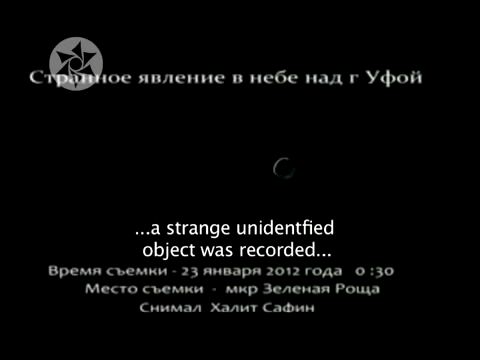 Странное явление в небе над г Уфой
...a strange unidentfied
object was recorded...
Время съемки - 23 января 2012 года 0 :30
Место съемки - мкр Зеленая Роща
Снимал Халит Сафин